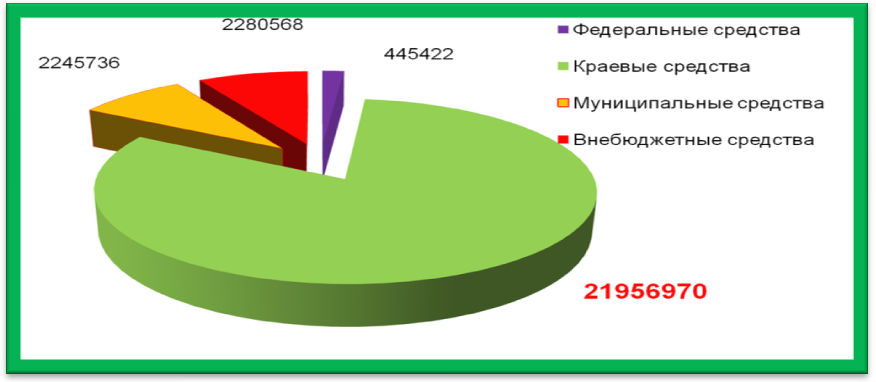 2280568
445422
2245736
Федеральные средства
Краевые средства
Муниципальные средства
Внебюджетные средства
21956970